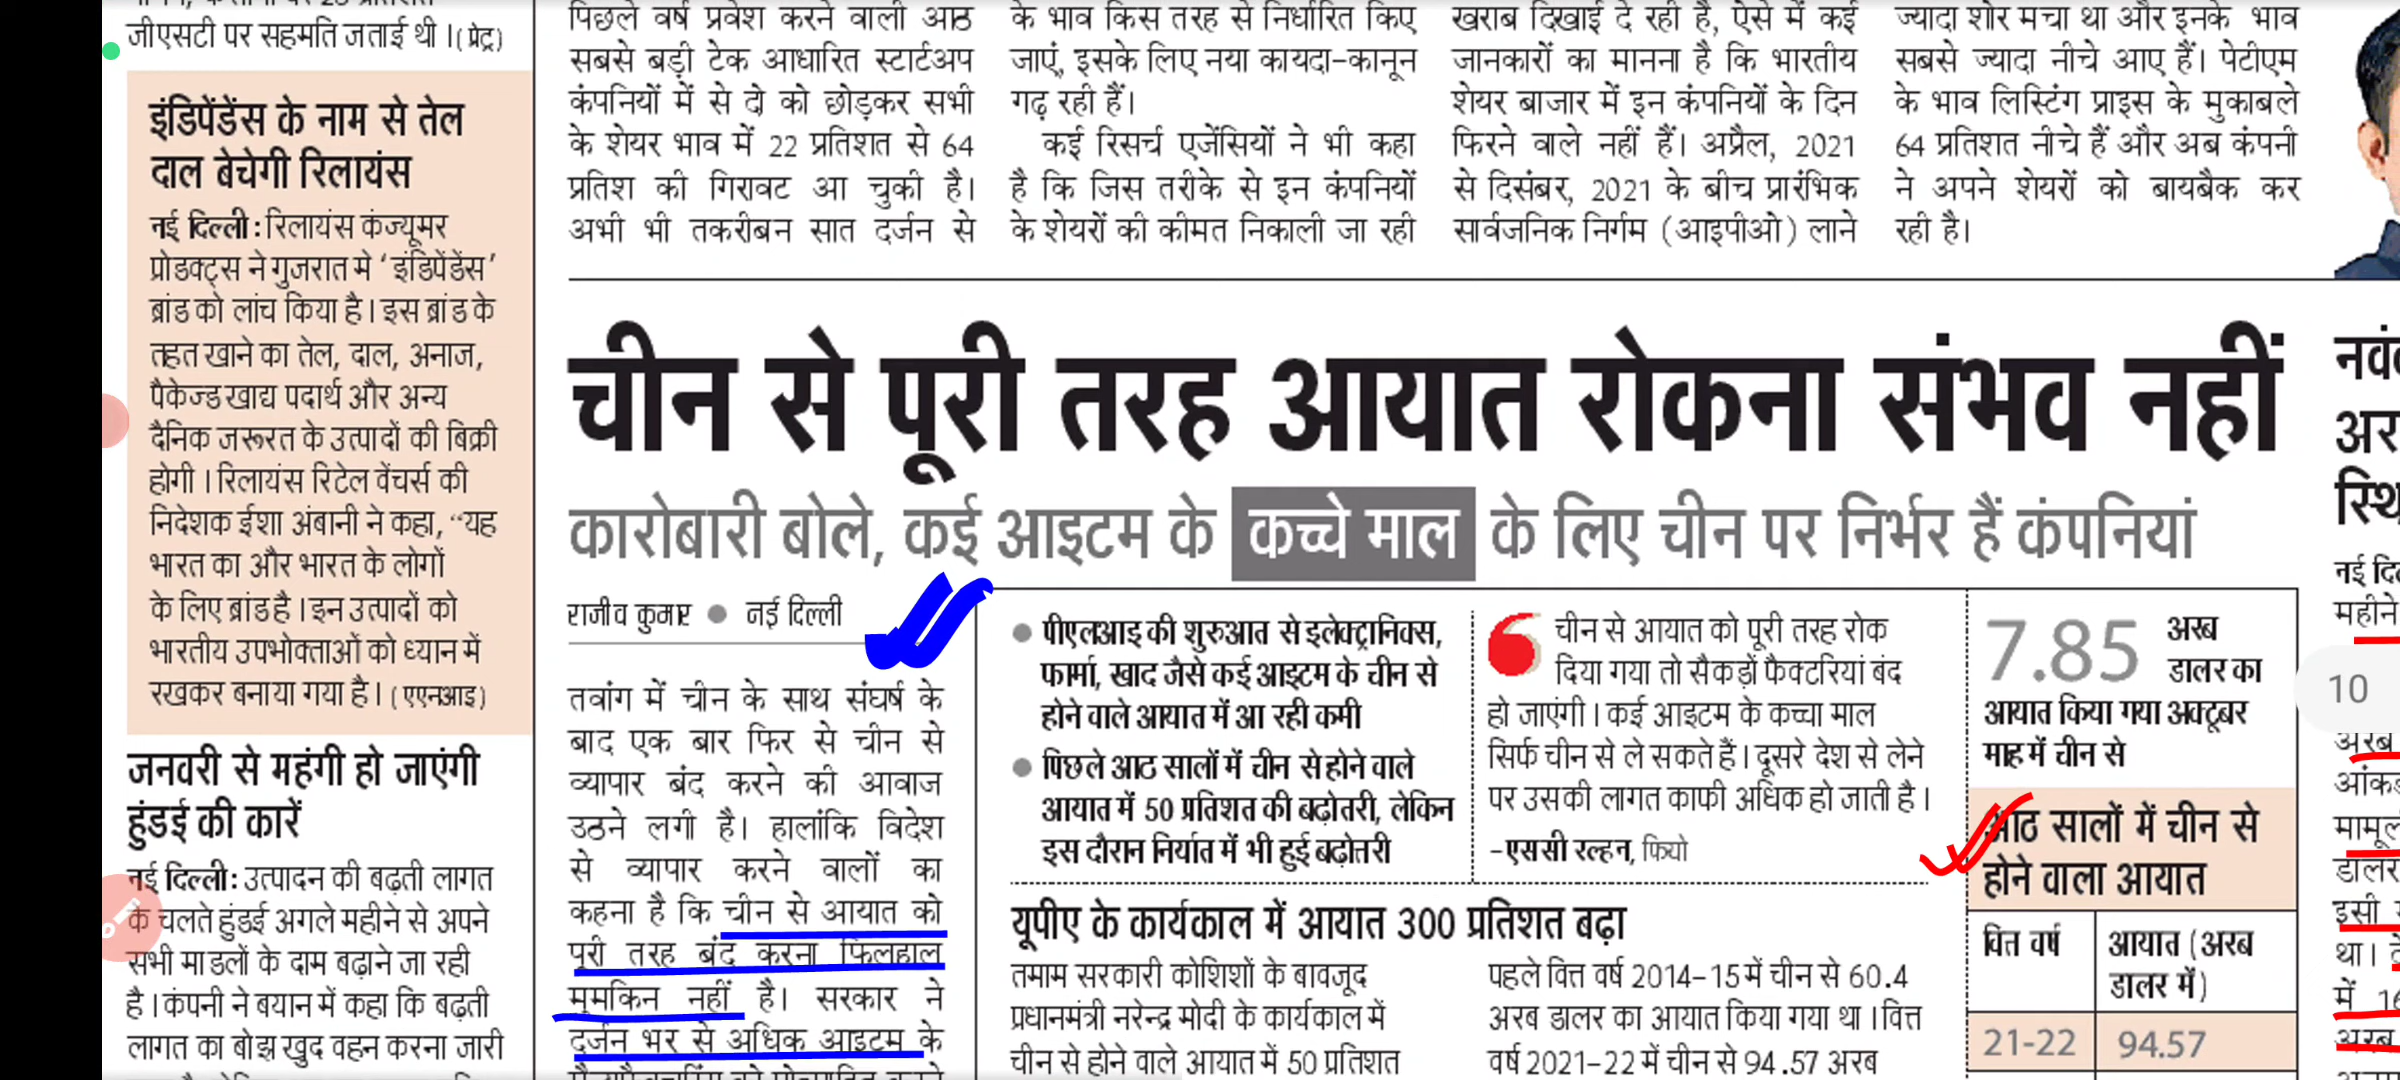 जीएसटी पर सहमति जताई थी।(प्रेट्र)
इंडिपेंडेंस के नाम से तेल
दाल बेचेगी रिलायंस
नई दिल्ली : रिलायंस कंज्यूमर
प्रोडक्ट्स ने गुजरात मे ‘इंडिपेंडेंस’
ब्रांड को लांच किया है। इस ब्रांड के
तहत खाने का तेल, दाल, अनाज,
पैकेज्ड खाद्य पदार्थ और अन्य
दैनिक जरूरत के उत्पादों की बिक्री
होगी। रिलायंस रिटेल वेंचर्स की
निदेशक ईशा अंबानी ने कहा, “यह
भारत का और भारत के लोगों
के लिए ब्रांड है। इन उत्पादों को
भारतीय उपभोक्ताओं को ध्यान में
रखकर बनाया गया है। (एएनआइ)
जनवरी से महंगी हो जाएंगी
हुंडई की कारें
नई दिल्ली: उत्पादन की बढ़ती लागत
के चलते हुंडई अगले महीने से अपने
सभी माडलों के दाम बढ़ाने जा रही
है। कंपनी ने बयान में कहा कि बढ़ती
लागत का बोझ खुद वहन करना जारी
पिछले वर्ष प्रवेश करने वाली आठ
सबसे बड़ी टेक आधारित स्टार्टअप
कंपनियों में से दो को छोड़कर सभी
के शेयर भाव में 22 प्रतिशत से 64
प्रतिश की गिरावट आ चुकी है।
अभी भी तकरीबन सात दर्जन से
के भाव किस तरह से निर्धारित किए
जाएं, इसके लिए नया कायदा-कानून
गढ़ रही हैं।
कई रिसर्च एजेंसियों ने भी कहा
है कि जिस तरीके से इन कंपनियों
के शेयरों की कीमत निकाली जा रही
खराब दिखाई दे रही है, ऐसे में कई
जानकारों का मानना है कि भारतीय
शेयर बाजार में इन कंपनियों के दिन
फिरने वाले नहीं हैं। अप्रैल, 2021
से दिसंबर, 2021 के बीच प्रारंभिक
सार्वजनिक निर्गम (आइपीओ) लाने
ज्यादा शोर मचा था और इनके भाव
सबसे ज्यादा नीचे आए हैं। पेटीएम
के भाव लिस्टिंग प्राइस के मुकाबले
64 प्रतिशत नीचे हैं और अब कंपनी
ने अपने शेयरों को बायबैक कर
रही है।
चीन से पूरी तरह आयात रोकना संभव नहीं
कारोबारी बोले, कई आइटम के कच्चे माल के लिए चीन पर निर्भर हैं कंपनियां
राजीव कुमार ● नई दिल्ली
तवांग में चीन के साथ संघर्ष के
बाद एक बार फिर से चीन से
व्यापार बंद करने की आवाज
उठने लगी है। हालांकि विदेश
से व्यापार करने वालों का
कहना है कि चीन से आयात को
पूरी तरह बंद करना फिलहाल
मुमकिन नहीं है। सरकार ने
दर्जन भर से अधिक आइटम के
● पीएलआइ की शुरुआत से इलेक्ट्रानिक्स,
फार्मा, खाद जैसे कई आइटम के चीन से
होने वाले आयात में आ रही कमी
● पिछले आठ सालों में चीन से होने वाले
आयात में 50 प्रतिशत की बढ़ोतरी, लेकिन
इस दौरान निर्यात में भी हुई बढ़ोतरी
चीन से आयात को पूरी तरह रोक
दिया गया तो सैकड़ों फैक्टरियां बंद
हो जाएंगी। कई आइटम के कच्चा माल
सिर्फ चीन से ले सकते हैं। दूसरे देश से लेने
पर उसकी लागत काफी अधिक हो जाती है।
-एससी रल्हन, फियो
7.85 अरब
डालर का
आयात किया गया अक्टूबर
माह में चीन से
आठ सालों में चीन से
होने वाला आयात
वित्त वर्ष आयात (अरब
डालर में)
21-22 94.57
यूपीए के कार्यकाल में आयात 300 प्रतिशत बढ़ा
तमाम सरकारी कोशिशों के बावजूद
प्रधानमंत्री नरेन्द्र मोदी के कार्यकाल में
चीन से होने वाले आयात में 50 प्रतिशत
पहले वित्त वर्ष 2014-15 में चीन से 60.4
अरब डालर का आयात किया गया था। वित्त
वर्ष 2021-22 में चीन से 94.57 अरब
नई
महीने
10
अरब
डालर
इसी
था।
में
अरब